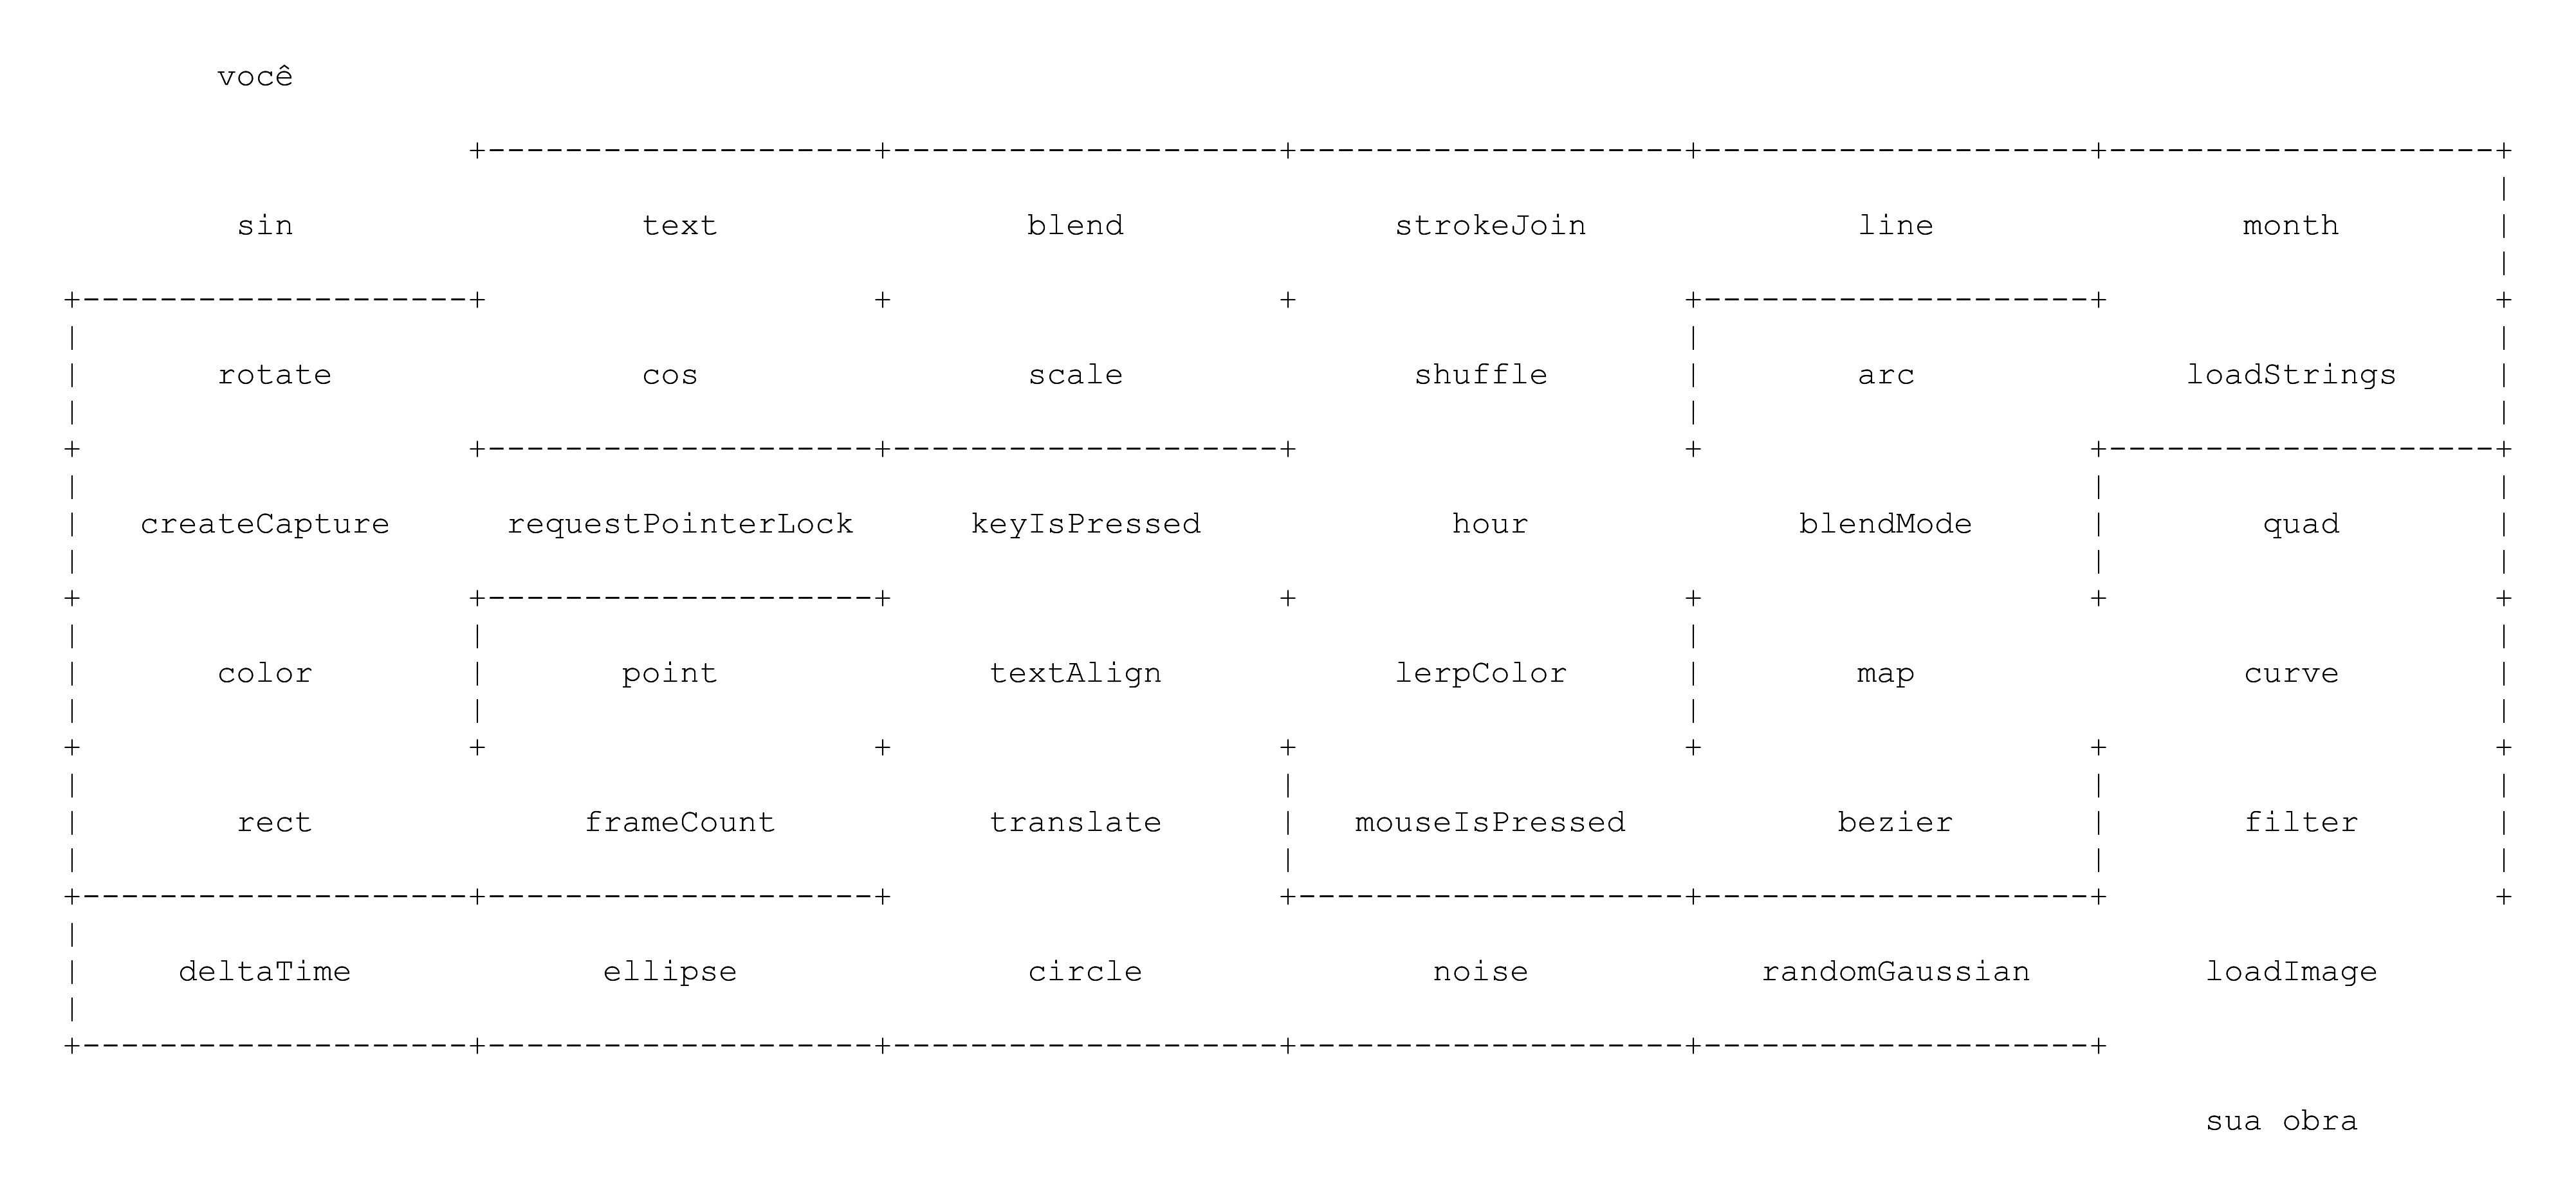 você
sin text blend strokeJoin line month
rotate cos scale shuffle arc loadStrings
createCapture requestPointerLock keyIsPressed hour blendMode quad
color point textAlign lerpColor map curve
rect frameCount translate mouseIsPressed bezier filter
deltaTime ellipse circle noise randomGaussian loadImage
sua obra